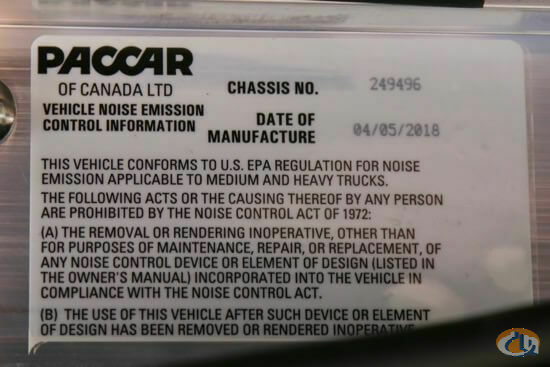 PACCAR
OF CANADA LTD
VEHICLE NOISE EMISSION
CONTROL INFORMATION
CHASSIS NO. 249496
DATE OF
MANUFACTURE 04/05/2018
THIS VEHICLE CONFORMS TO U.S. EPA REGULATION FOR NOISE
EMISSION APPLICABLE TO MEDIUM AND HEAVY TRUCKS.
THE FOLLOWING ACTS OR THE CAUSING THEREOF BY ANY PERSON
ARE PROHIBITED BY THE NOISE CONTROL ACT OF 1972:
(A) THE REMOVAL OR RENDERING INOPERATIVE, OTHER THAN
FOR PURPOSES OF MAINTENANCE, REPAIR, OR REPLACEMENT, OF
ANY NOISE CONTROL DEVICE OR ELEMENT OF DESIGN (LISTED IN
THE OWNER'S MANUAL) INCORPORATED INTO THE VEHICLE IN
COMPLIANCE WITH THE NOISE CONTROL ACT.
(B) THE USE OF THIS VEHICLE AFTER SUCH DEVICE OR ELEMENT
OF DESIGN HAS BEEN REMOVED OR RENDERED INOPERATIVE